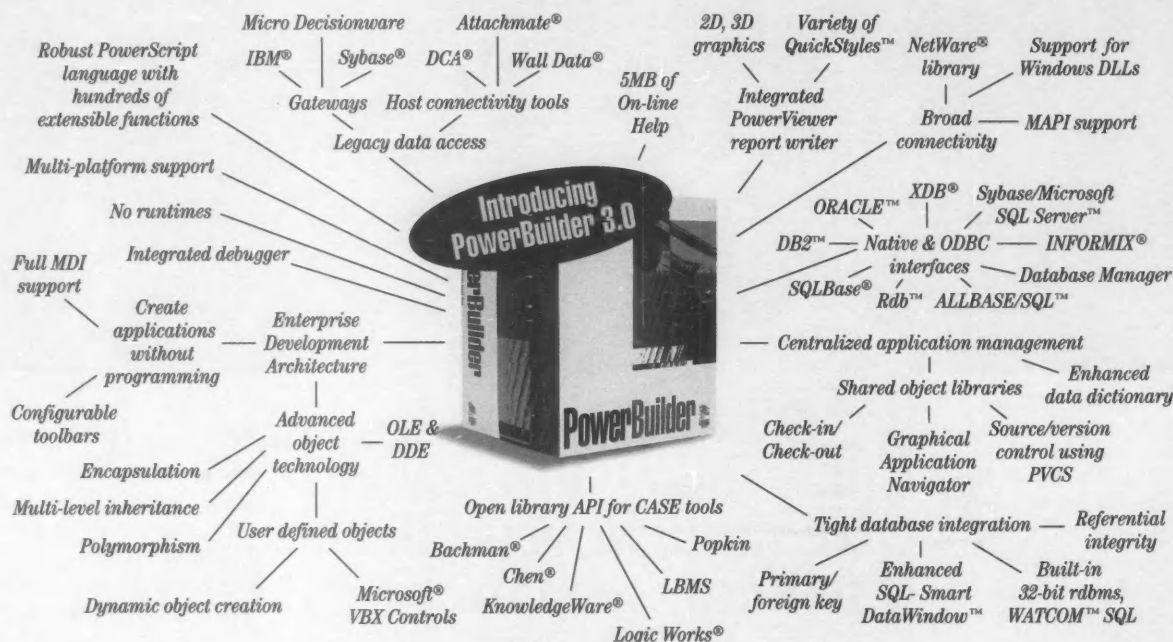 Robust PowerScript
language with
hundreds of
extensible functions
Micro Decisionware
IBM®
Sybase®
Gateways
Attachmate®
DCA®
Wall Data®
Host connectivity tools
Legacy data access
5MB of
On-line
Help
2D, 3D
graphics
Variety of
QuickStyles™
Integrated
PowerViewer
report writer
NetWare®
library
Support for
Windows DLLs
Broad
connectivity
MAPI support
Multi-platform support
No runtimes
Integrated debugger
Introducing
PowerBuilder 3.0
PowerBuilder
ORACLE™
XDB®
Sybase/Microsoft
SQL Server™
DB2™
Native & ODBC
interfaces
INFORMIX®
SQLBase®
Rdb™
ALLBASE/SQL™
Database Manager
Full MDI
support
Create
applications
without
programming
Configurable
toolbars
Enterprise
Development
Architecture
Advanced
object
technology
OLE &
DDE
Encapsulation
Multi-level inheritance
Polymorphism
User defined objects
Dynamic object creation
Microsoft®
VBX Controls
Centralized application management
Shared object libraries
Enhanced
data dictionary
Check-in/
Check-out
Graphical
Application
Navigator
Source/version
control using
PVCS
Open library API for CASE tools
Bachman®
Chen®
KnowledgeWare®
Logic Works®
LBMS
Popkin
Tight database integration
Referential
integrity
Primary/
foreign key
Enhanced
SQL- Smart
DataWindow™
Built-in
32-bit rdbms,
WATCOM™ SQL